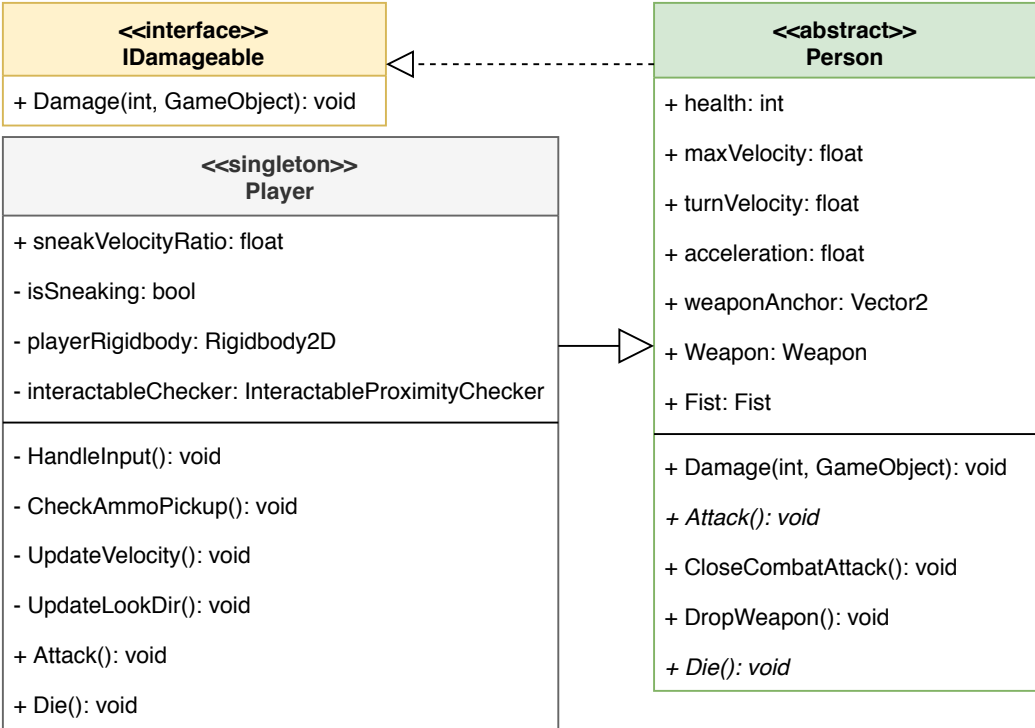 <<interface>>
IDamageable
+ Damage(int, GameObject): void
<<singleton>>
Player
+ sneakVelocityRatio: float
- isSneaking: bool
- playerRigidbody: Rigidbody2D
- interactableChecker: InteractableProximityChecker
- HandleInput(): void
- CheckAmmoPickup(): void
- UpdateVelocity(): void
- UpdateLookDir(): void
+ Attack(): void
+ Die(): void
<<abstract>>
Person
+ health: int
+ maxVelocity: float
+ turnVelocity: float
+ acceleration: float
+ weaponAnchor: Vector2
+ Weapon: Weapon
+ Fist: Fist
+ Damage(int, GameObject): void
+ Attack(): void
+ CloseCombatAttack(): void
+ DropWeapon(): void
+ Die(): void